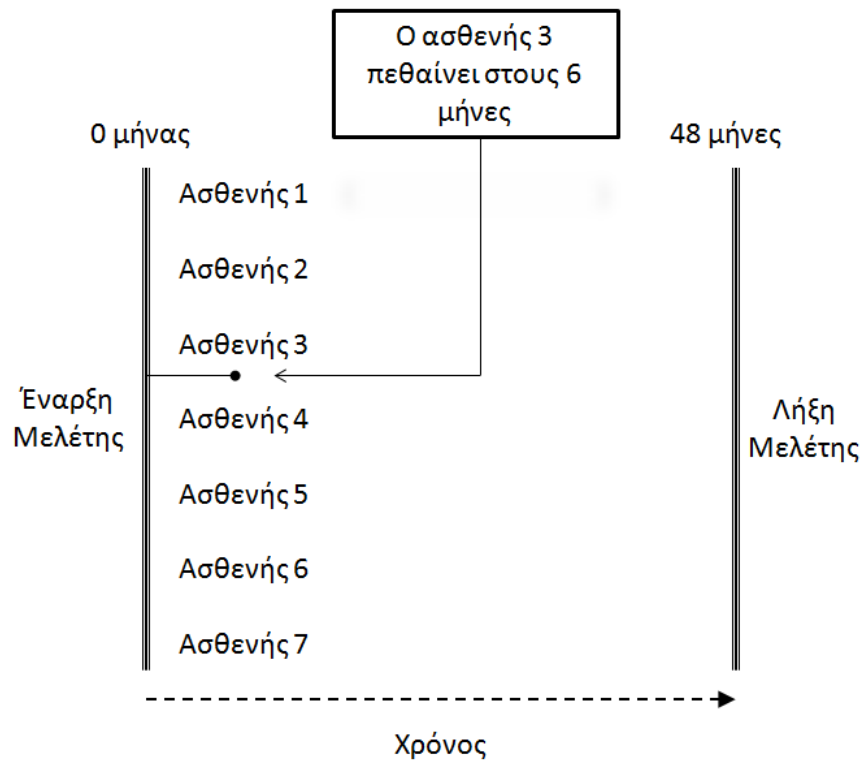 Ο ασθενής 3
πεθαίνει στους 6
μήνες
0 μήνας
48 μήνες
Ασθενής 1
Ασθενής 2
Ασθενής 3
Έναρξη
Μελέτης
Ασθενής 4
Λήξη
Μελέτης
Ασθενής 5
Ασθενής 6
Ασθενής 7
Χρόνος